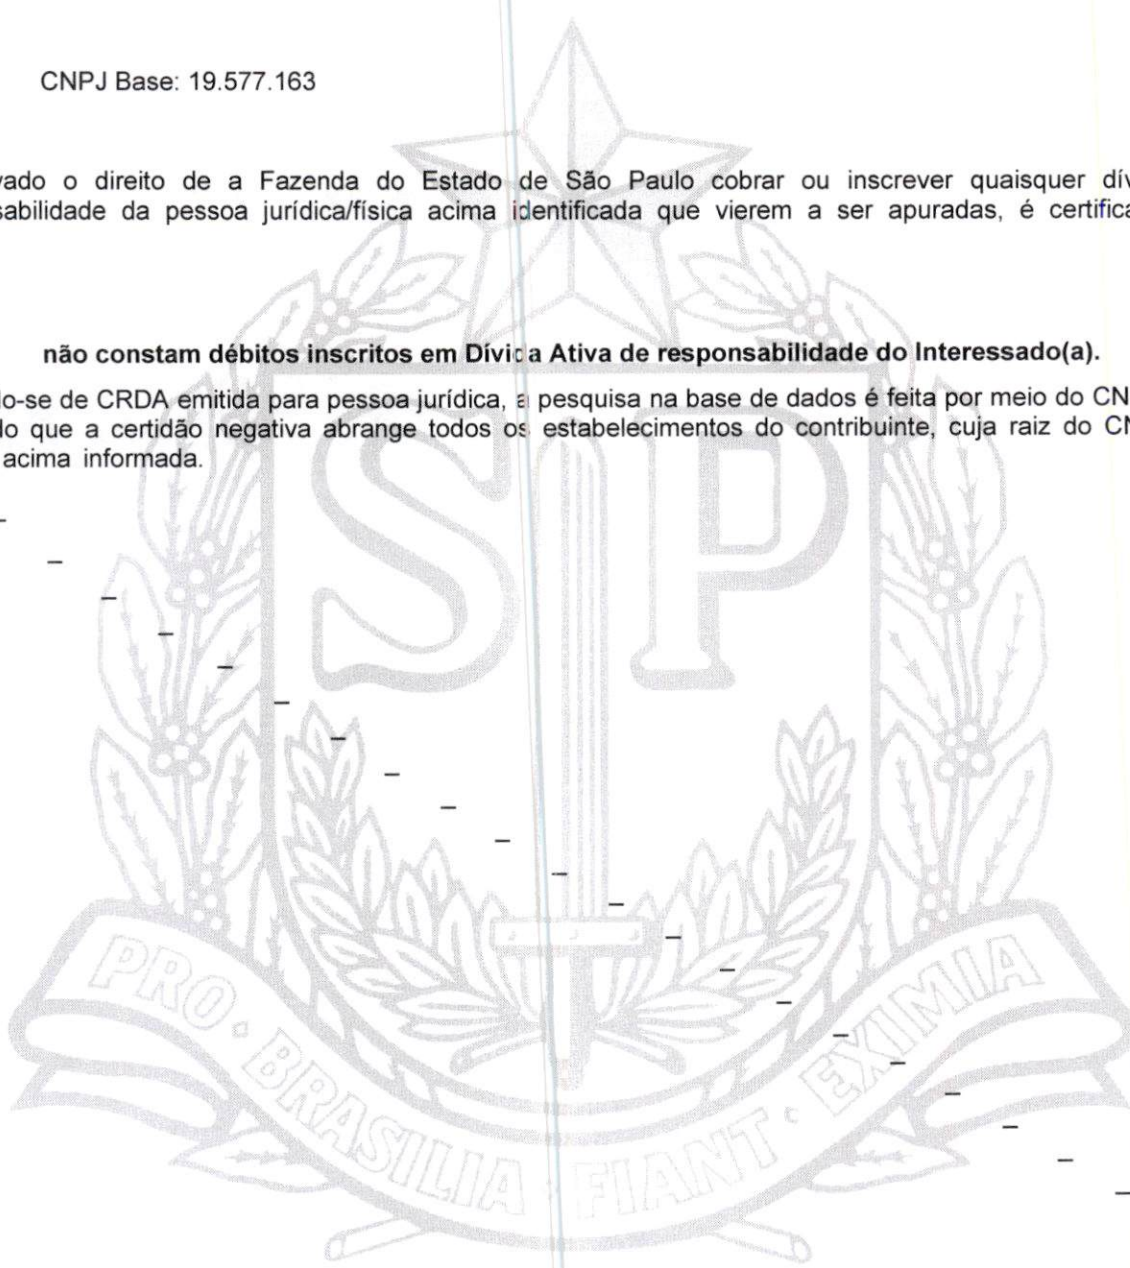 CNPJ Base: 19.577.163
vado o direito de a Fazenda do Estado de São Paulo cobrar ou inscrever quaisquer dív
sabilidade da pessoa jurídica/física acima identificada que vierem a ser apuradas, é certifica
não constam débitos inscritos em Dívida Ativa de responsabilidade do Interessado(a).
lo-se de CRDA emitida para pessoa jurídica, a pesquisa na base de dados é feita por meio do CN
lo que a certidão negativa abrange todos os estabelecimentos do contribuinte, cuja raiz do CN
acima informada.
SP
PRO · BRASILIA FIANT · EXIMIA